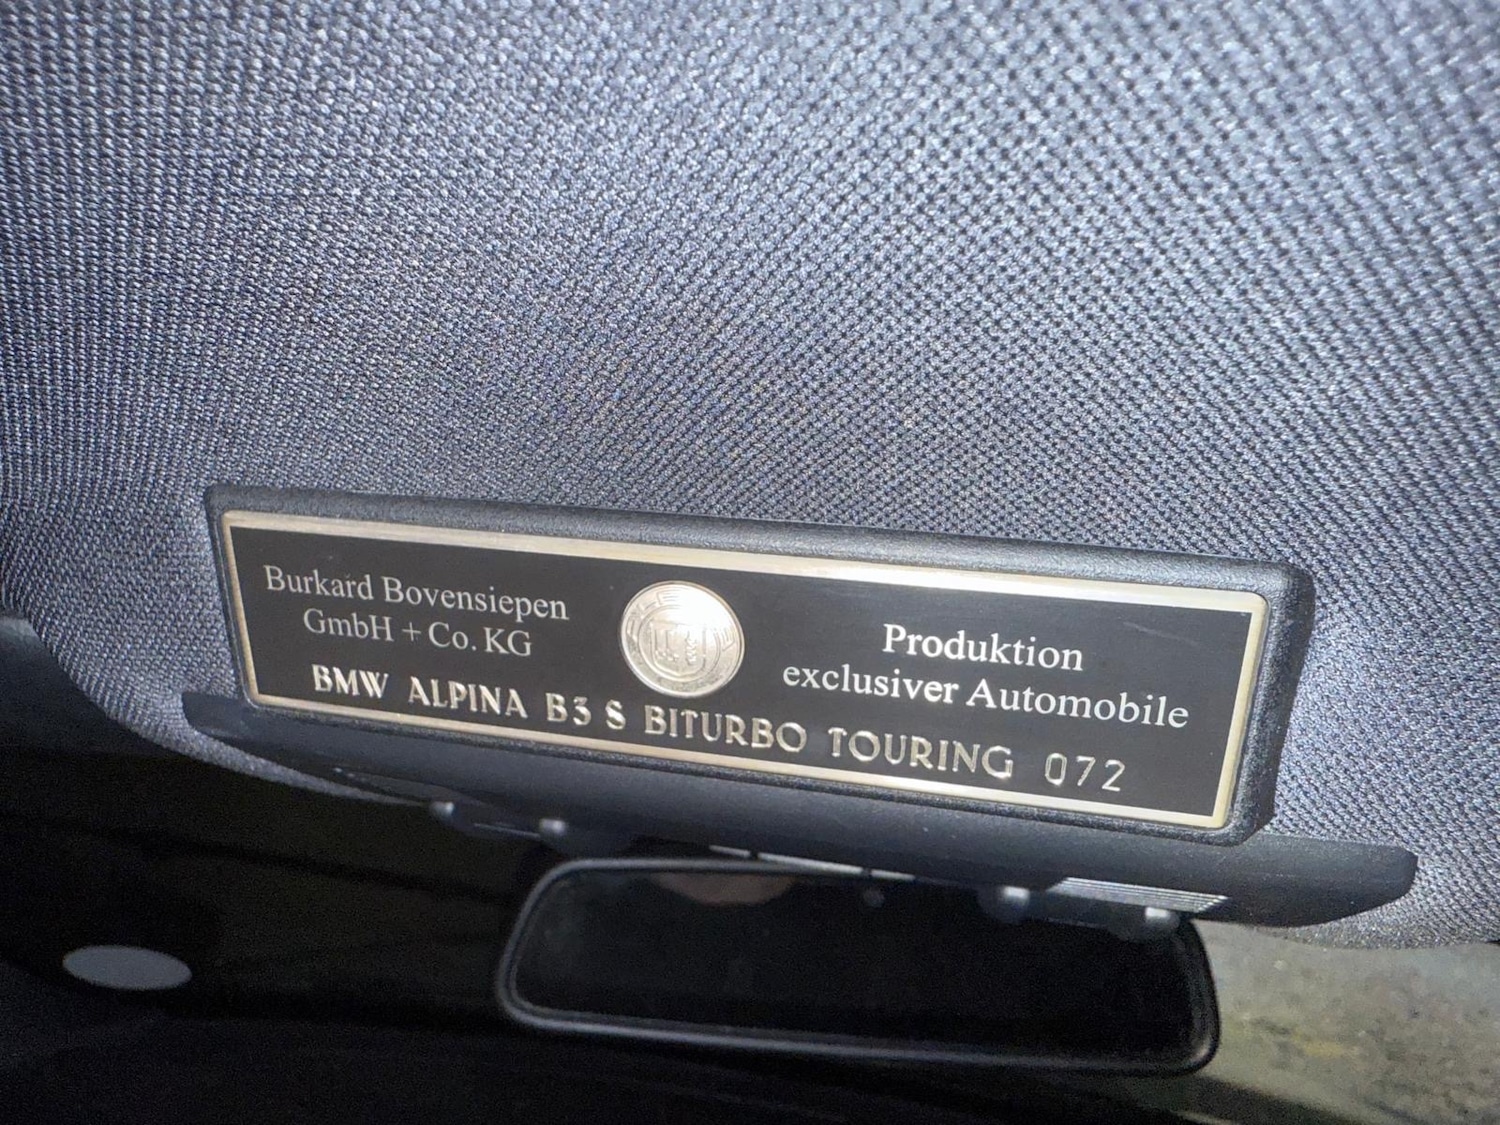 Burkard Bovensiepen
GmbH + Co. KG
Produktion
exclusiver Automobile
BMW ALPINA B3 S BITURBO TOURING 072